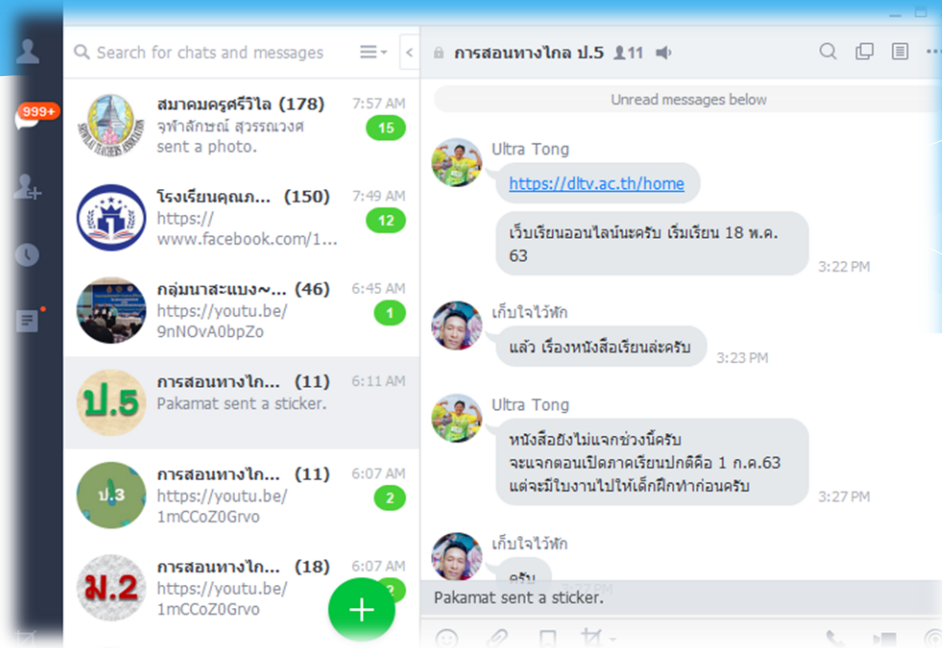 999+
Search for chats and messages
สมาคมครูศรีวิไล (178)
7:57 AM
จุฬาลักษณ์ สุวรรณวงศ
sent a photo.
15
โรงเรียนคุณภ... (150)
7:49 AM
https://
www.facebook.com/1...
12
กลุ่มนาสะแบง~... (46)
6:45 AM
https://youtu.be/
9nNOvA0bpZo
1
ป.5
การสอนทางไก... (11)
6:11 AM
Pakamat sent a sticker.
ป.3
การสอนทางไก... (11)
6:07 AM
https://youtu.be/
1mCCoZ0Grvo
2
ม.2
การสอนทางไก... (18)
6:07 AM
https://youtu.be/
1mCCoZ0Grvo
2
การสอนทางไกล ป.5 11
Unread messages below
Ultra Tong
https://dltv.ac.th/home
เว็บเรียนออนไลน์นะครับ เริ่มเรียน 18 พ.ค.
63
3:22 PM
เก็บใจไว้พัก
แล้ว เรื่องหนังสือเรียนล่ะครับ
3:23 PM
Ultra Tong
หนังสือยังไม่แจกช่วงนี้ครับ
จะแจกตอนเปิดภาคเรียนปกติคือ 1 ก.ค.63
แต่จะมีใบงานไปให้เด็กฝึกทำก่อนครับ
3:27 PM
เก็บใจไว้พัก
ครับ
3:27 PM
Pakamat sent a sticker.